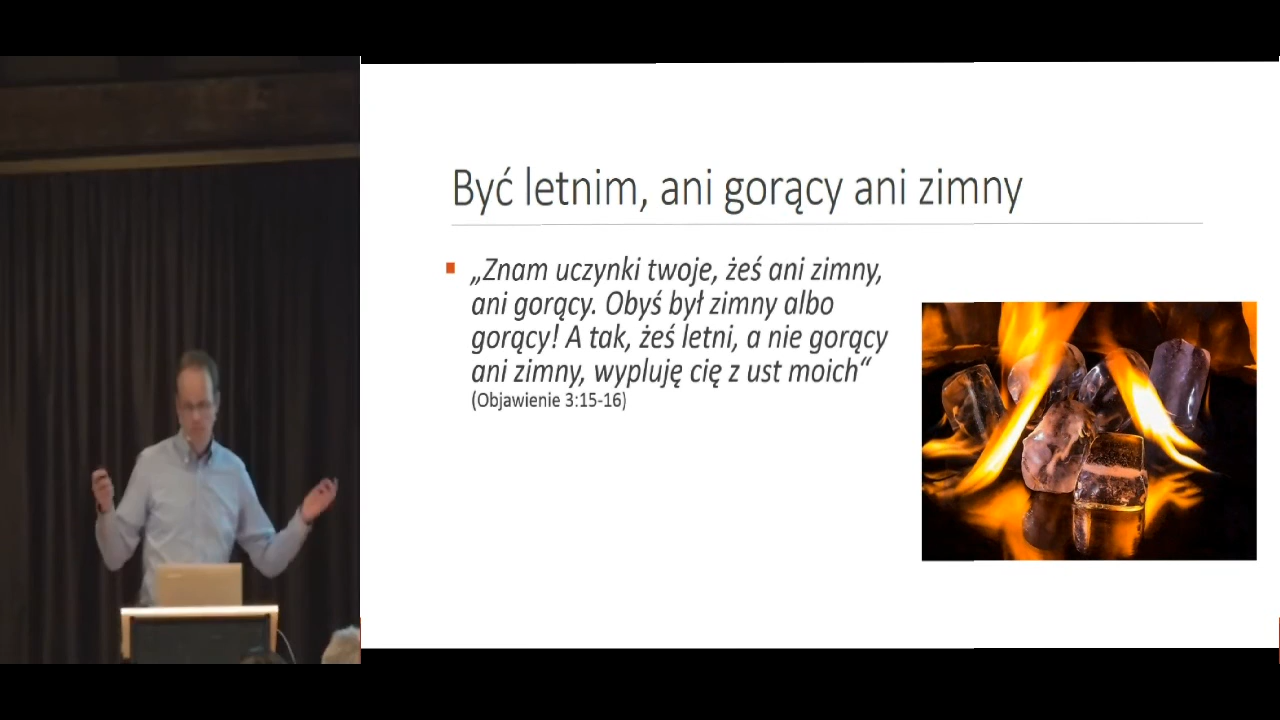 Być letnim, ani gorący ani zimny
„Znam uczynki twoje, żeś ani zimny,
ani gorący. Obyś był zimny albo
gorący! A tak, żeś letni, a nie gorący
ani zimny, wypluję cię z ust moich“
(Objawienie 3:15-16)